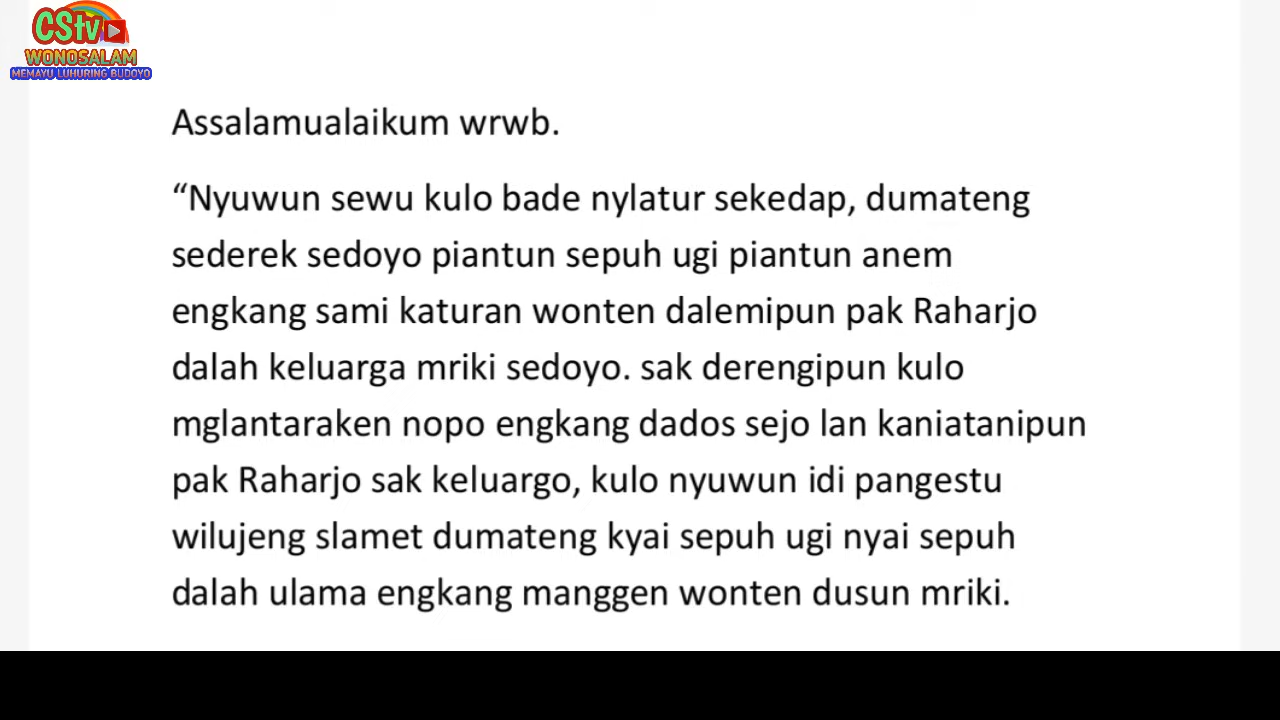 CStv
WONOSALAM
MEMAYU LUHURING BUDOYO
Assalamualaikum wrwb.
“Nyuwun sewu kulo bade nylatur sekedap, dumateng
sederek sedoyo piantun sepuh ugi piantun anem
engkang sami katuran wonten dalemipun pak Raharjo
dalah keluarga mriki sedoyo. sak derengipun kulo
mglantaraken nopo engkang dados sejo lan kaniatanipun
pak Raharjo sak keluargo, kulo nyuwun idi pangestu
wilujeng slamet dumateng kyai sepuh ugi nyai sepuh
dalah ulama engkang manggen wonten dusun mriki.